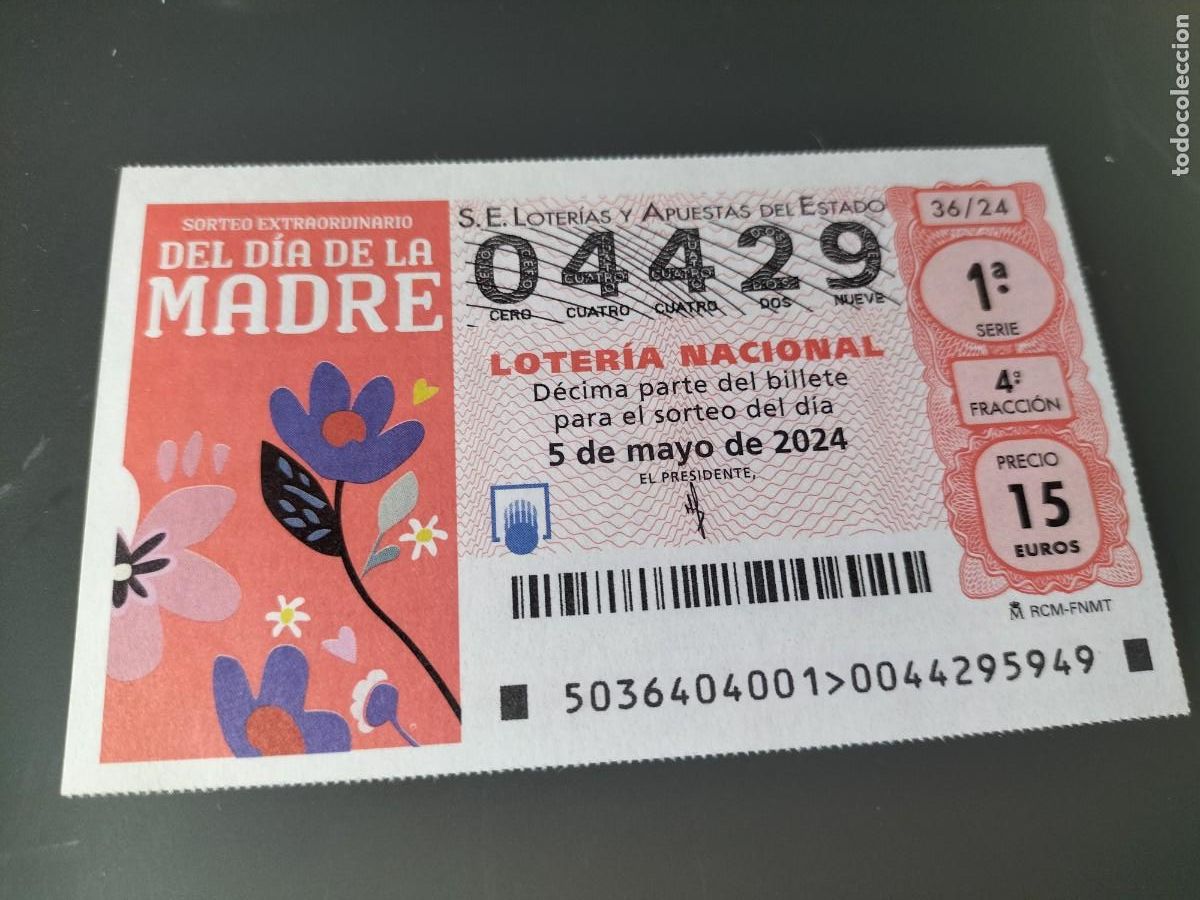 SORTEO EXTRAORDINARIO
DEL DÍA DE LA
MADRE
S.E. LOTERÍAS Y APUESTAS DEL ESTADO
04429
CERO CUATRO CUATRO DOS NUEVE
LOTERÍA NACIONAL
Décima parte del billete
para el sorteo del día
5 de mayo de 2024
EL PRESIDENTE,
36/24
1ª
SERIE
4ª
FRACCIÓN
PRECIO
15
EUROS
RCM-FNMT
5036404001>0044295949
todocoleccion